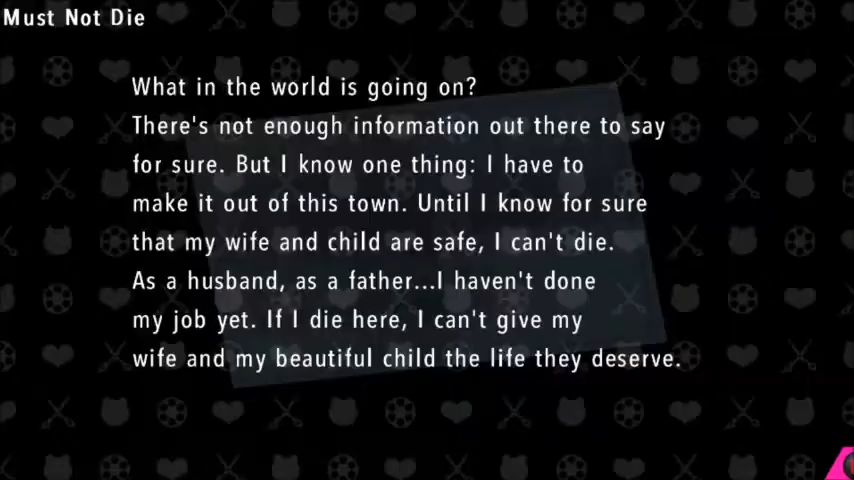 Must Not Die
What in the world is going on?
There's not enough information out there to say
for sure. But I know one thing: I have to
make it out of this town. Until I know for sure
that my wife and child are safe, I can't die.
As a husband, as a father...I haven't done
my job yet. If I die here, I can't give my
wife and my beautiful child the life they deserve.